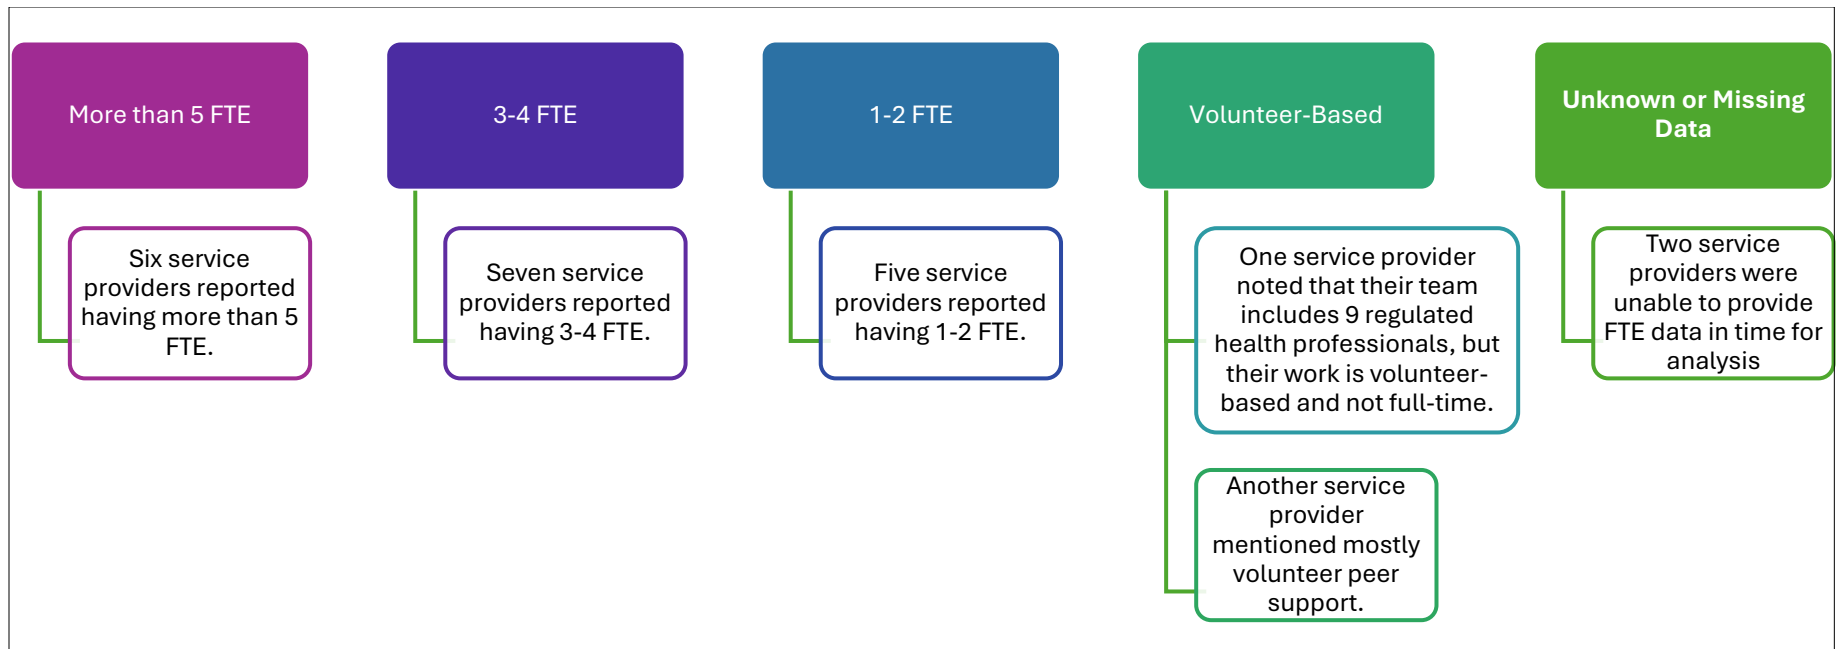 More than 5 FTE
Six service
providers reported
having more than 5
FTE.
3-4 FTE
Seven service
providers reported
having 3-4 FTE.
1-2 FTE
Five service
providers reported
having 1-2 FTE.
Volunteer-Based
One service provider
noted that their team
includes 9 regulated
health professionals, but
their work is volunteer-
based and not full-time.
Another service
provider
mentioned mostly
volunteer peer
support.
Unknown or Missing
Data
Two service
providers were
unable to provide
FTE data in time for
analysis